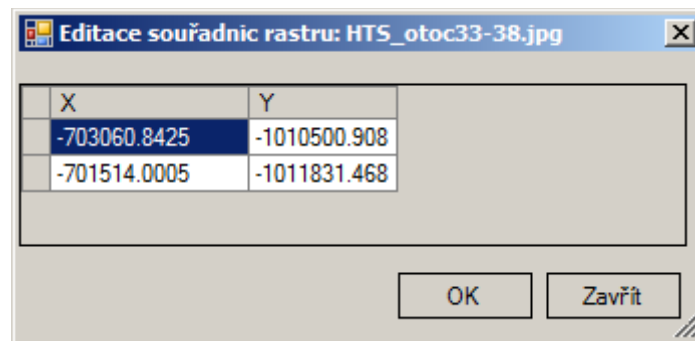 Editace souřadnic rastru: HTS_otoc33-38.jpg
X Y
-703060.8425 -1010500.908
-701514.0005 -1011831.468
OK Zavřít